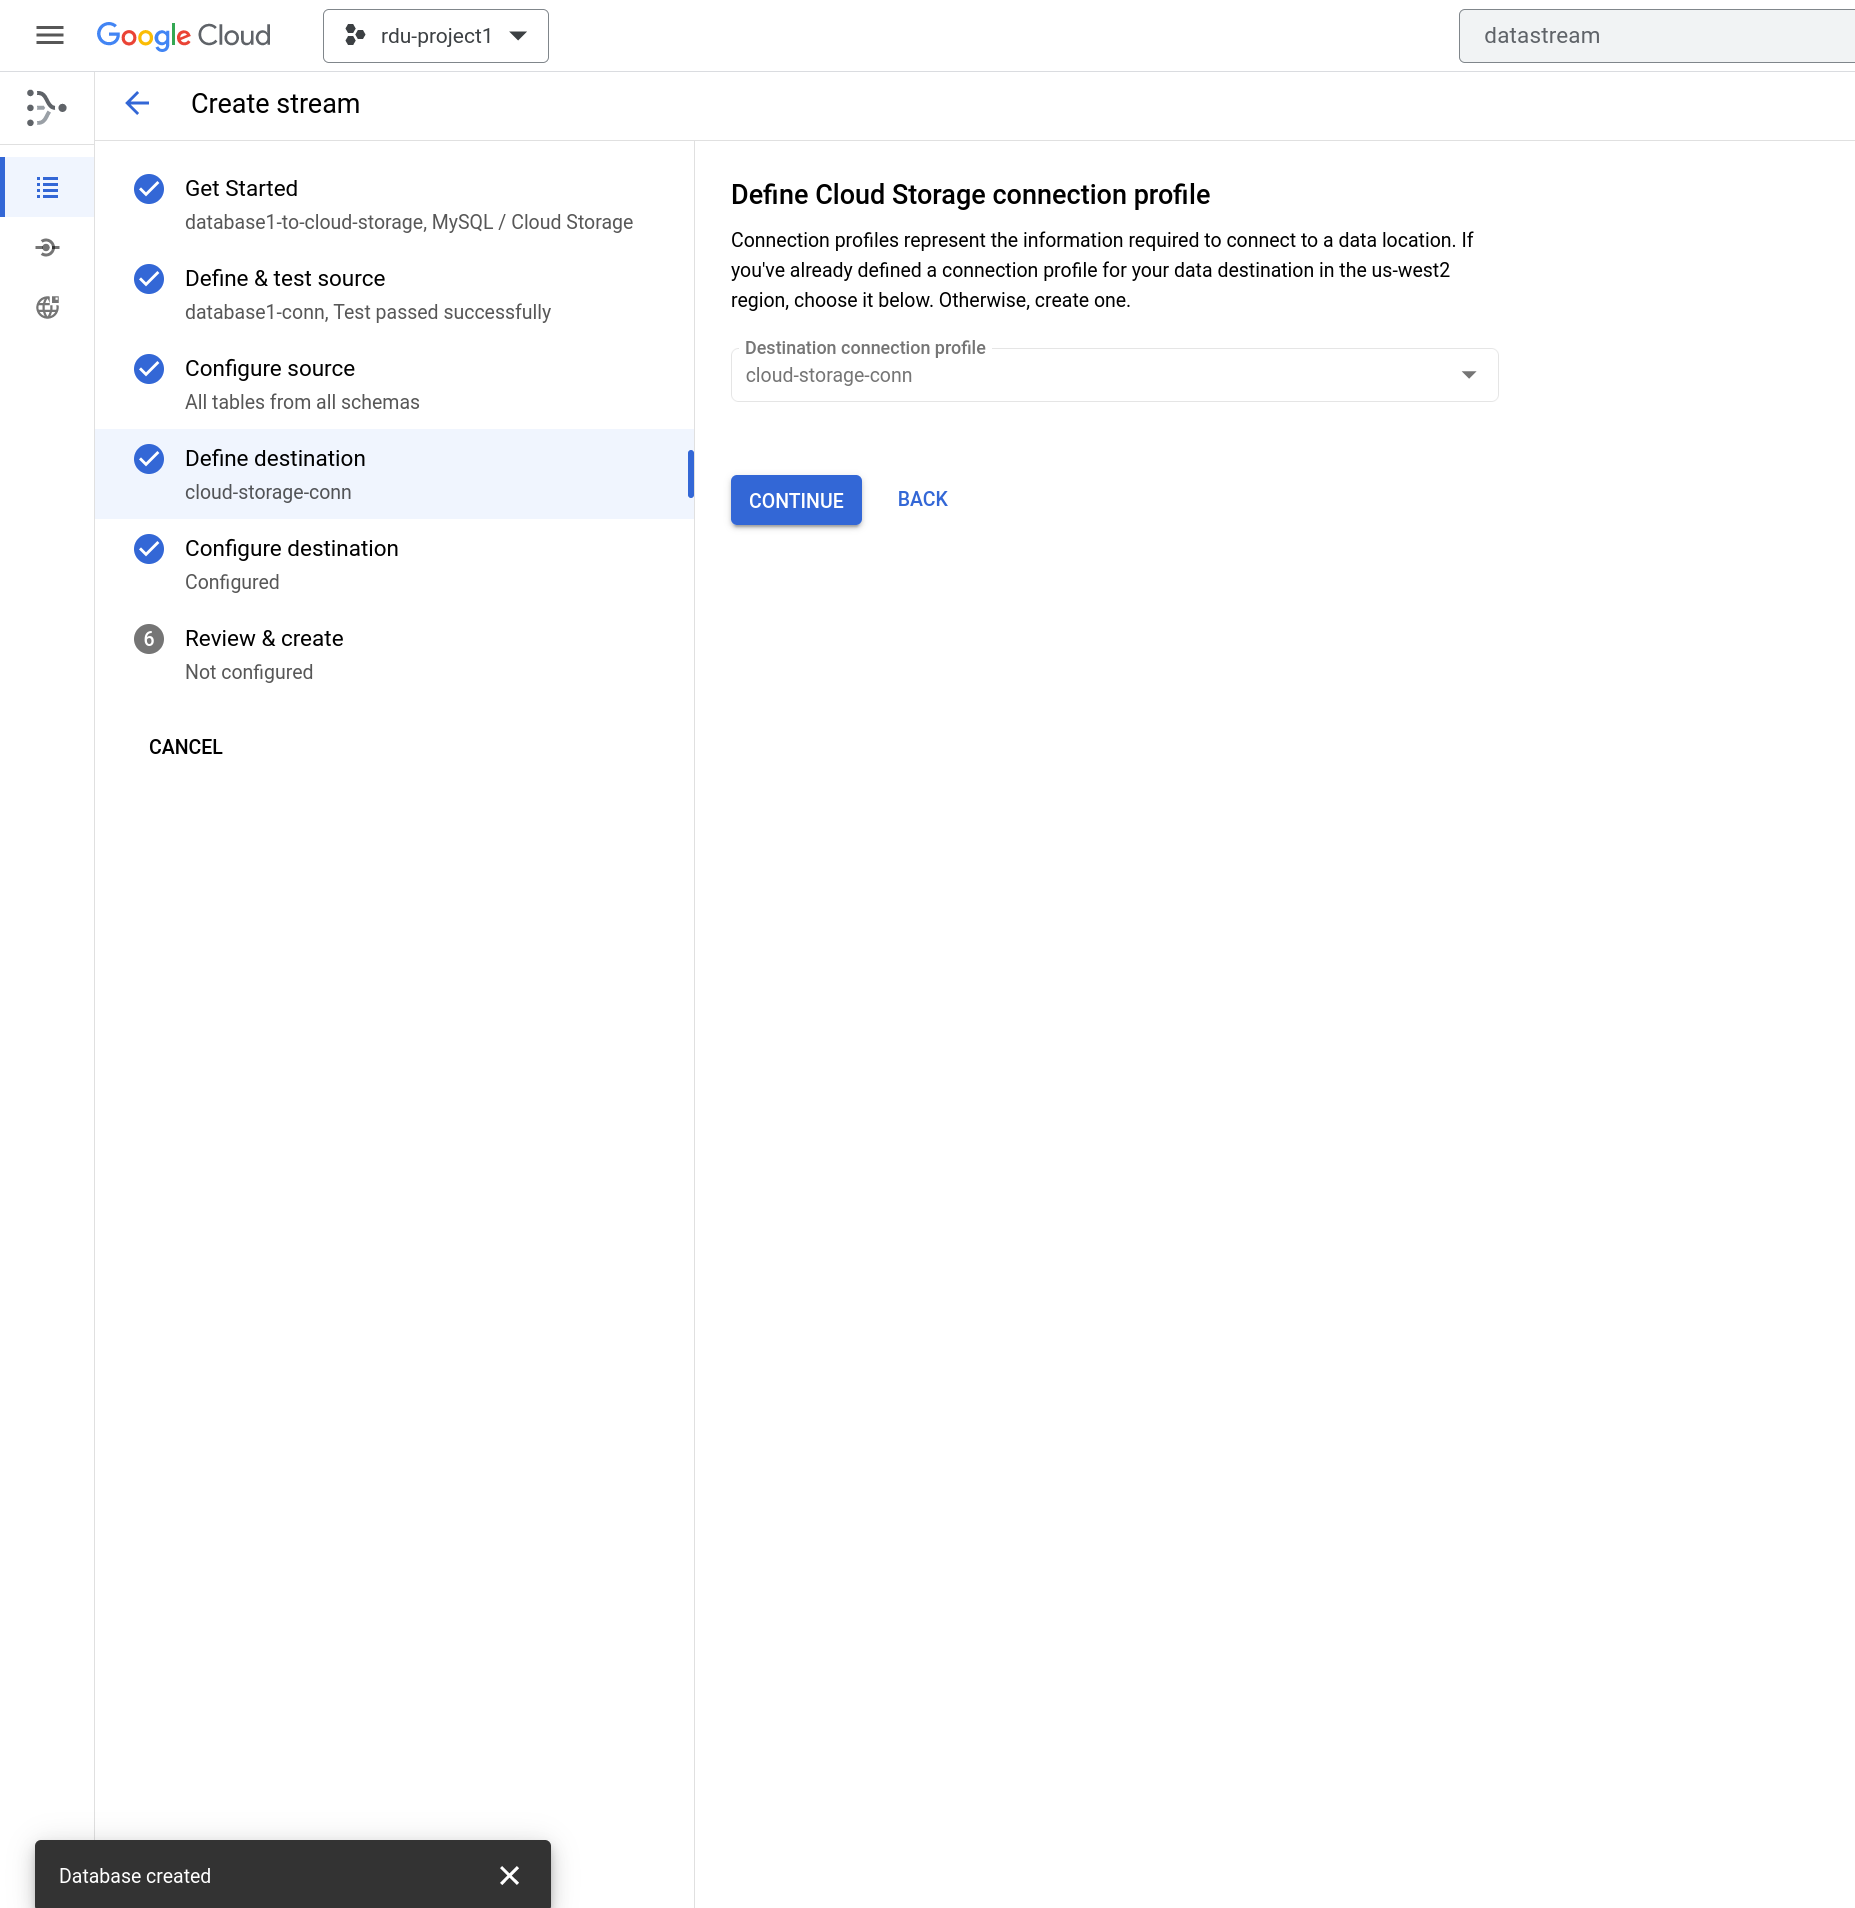 Google Cloud
rdu-project1
datastream
Create stream
Get Started
database1-to-cloud-storage, MySQL / Cloud Storage
Define & test source
database1-conn, Test passed successfully
Configure source
All tables from all schemas
Define destination
cloud-storage-conn
Configure destination
Configured
6
Review & create
Not configured
CANCEL
Define Cloud Storage connection profile
Connection profiles represent the information required to connect to a data location. If
you've already defined a connection profile for your data destination in the us-west2
region, choose it below. Otherwise, create one.
Destination connection profile
cloud-storage-conn
CONTINUE
BACK
Database created